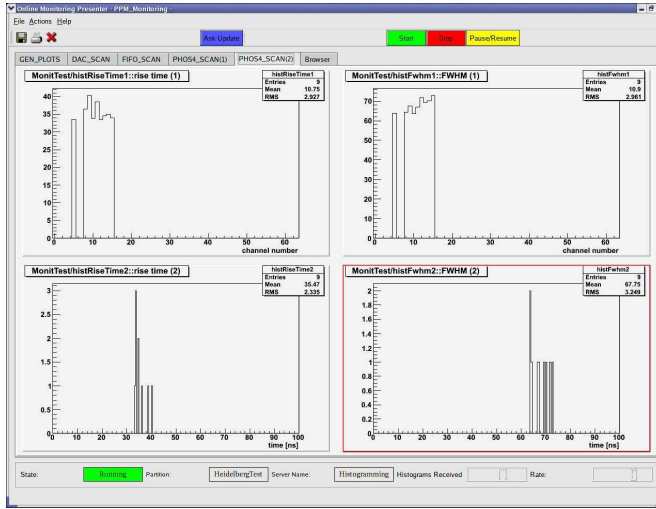 Online Monitoring Presenter - PPM_Monitoring -
File Actions Help
Ask Update Start Stop Pause/Resume
GEN_PLOTS DAC_SCAN FIFO_SCAN PHOS4_SCAN(1) PHOS4_SCAN(2) Browser
MonitTest/histRiseTime1::rise time (1)
histRiseTime1
Entries 9
Mean 10.75
RMS 2.927
40
35
30
25
20
15
10
5
0
0 10 20 30 40 50 60
channel number
MonitTest/histFwhm1::FWHM (1)
histFwhm1
Entries 9
Mean 10.9
RMS 2.961
70
60
50
40
30
20
10
0
0 10 20 30 40 50 60
channel number
MonitTest/histRiseTime2::rise time (2)
histRiseTime2
Entries 9
Mean 35.47
RMS 2.335
3
2.5
2
1.5
1
0.5
0
0 10 20 30 40 50 60 70 80 90 100
time [ns]
MonitTest/histFwhm2::FWHM (2)
histFwhm2
Entries 9
Mean 67.75
RMS 3.249
2
1.8
1.6
1.4
1.2
1
0.8
0.6
0.4
0.2
0
0 10 20 30 40 50 60 70 80 90 100
time [ns]
State: Running Partition: HeidelbergTest Server Name: Histogramming Histograms Received Rate: